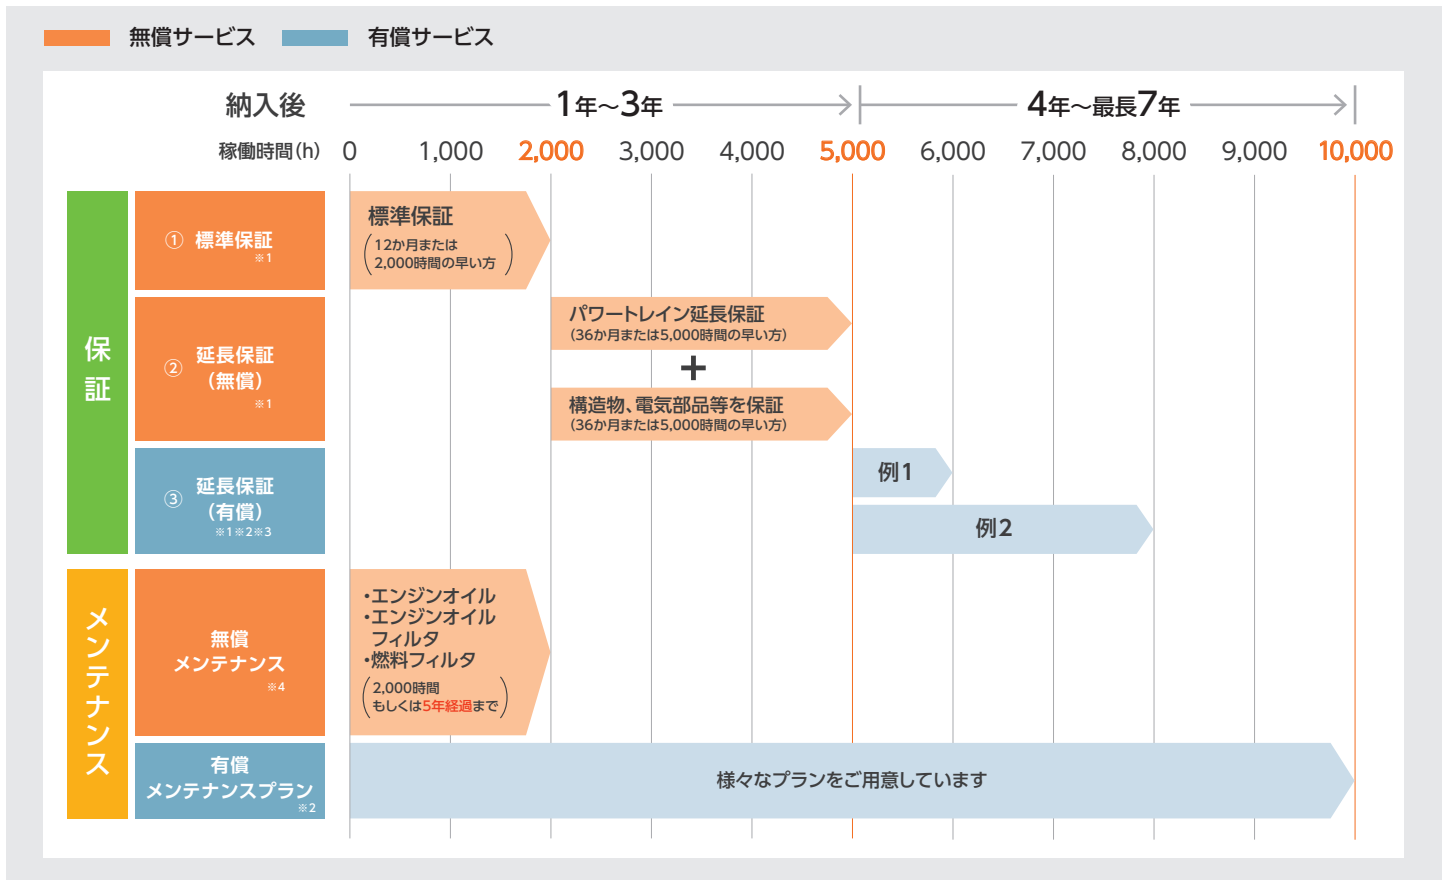 無償サービス 有償サービス
納入後 1年~3年 4年~最長7年
稼働時間(h) 0 1,000 2,000 3,000 4,000 5,000 6,000 7,000 8,000 9,000 10,000
保証
① 標準保証
※1
標準保証
(12か月または
2,000時間の早い方)
② 延長保証
(無償)
※1
パワートレイン延長保証
(36か月または5,000時間の早い方)
+
構造物、電気部品等を保証
(36か月または5,000時間の早い方)
③ 延長保証
(有償)
※1※2※3
例1
例2
メンテナンス
無償
メンテナンス
※4
・エンジンオイル
・エンジンオイル
フィルタ
・燃料フィルタ
(2,000時間
もしくは5年経過まで)
有償
メンテナンスプラン
※2
様々なプランをご用意しています